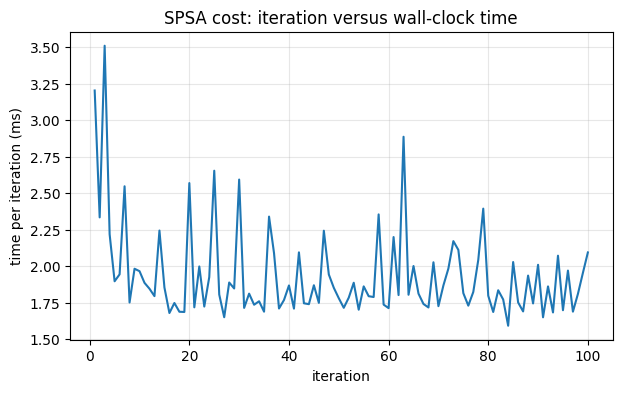 SPSA cost: iteration versus wall-clock time
time per iteration (ms)
3.50
3.25
3.00
2.75
2.50
2.25
2.00
1.75
1.50
0 20 40 60 80 100
iteration